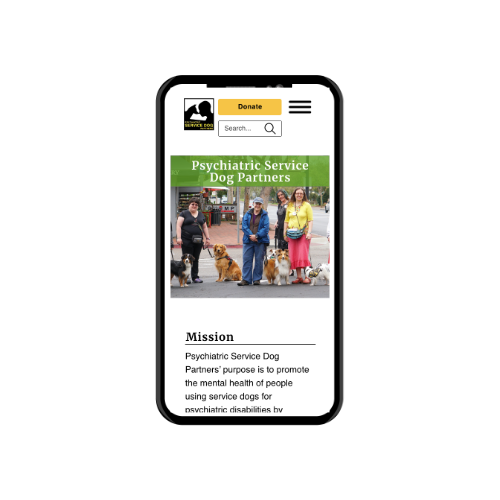 SERVICE DOG
Donate
Search...
Psychiatric Service
Dog Partners
Mission
Psychiatric Service Dog
Partners' purpose is to promote
the mental health of people
using service dogs for
psychiatric disabilities by